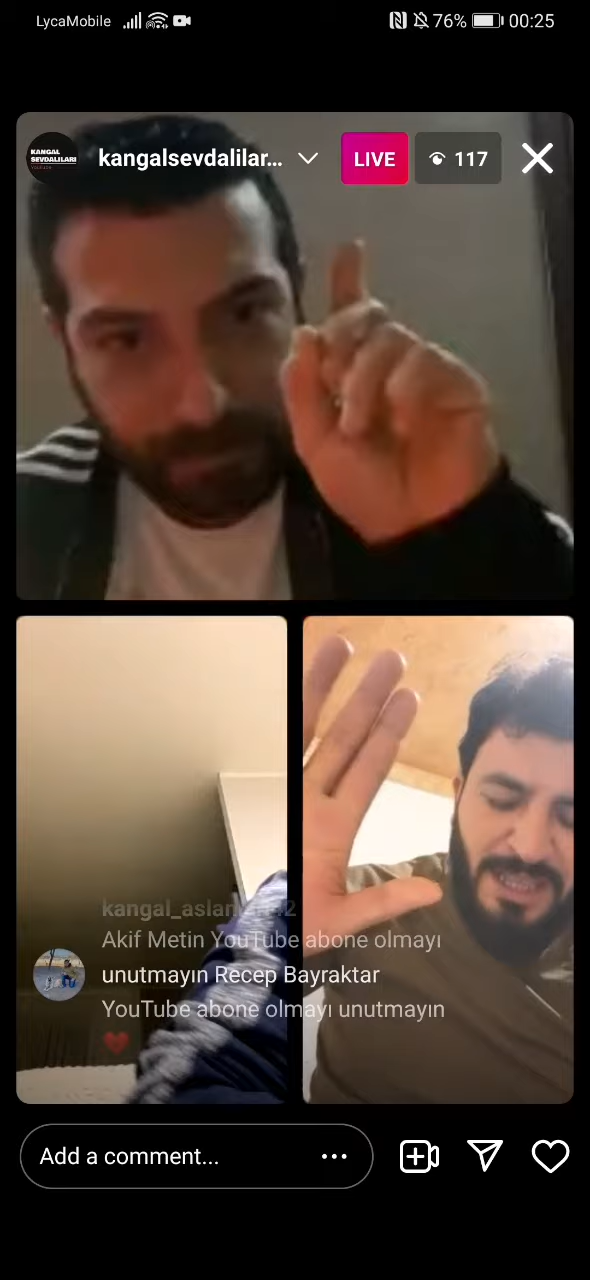 LycaMobile 76% 00:25
KANGAL
SEVDALILARI
YouTube
kangalsevdalilar... LIVE 117
Akif Metin YouTube abone olmayı
unutmayın Recep Bayraktar
YouTube abone olmayı unutmayın
❤️
Add a comment...